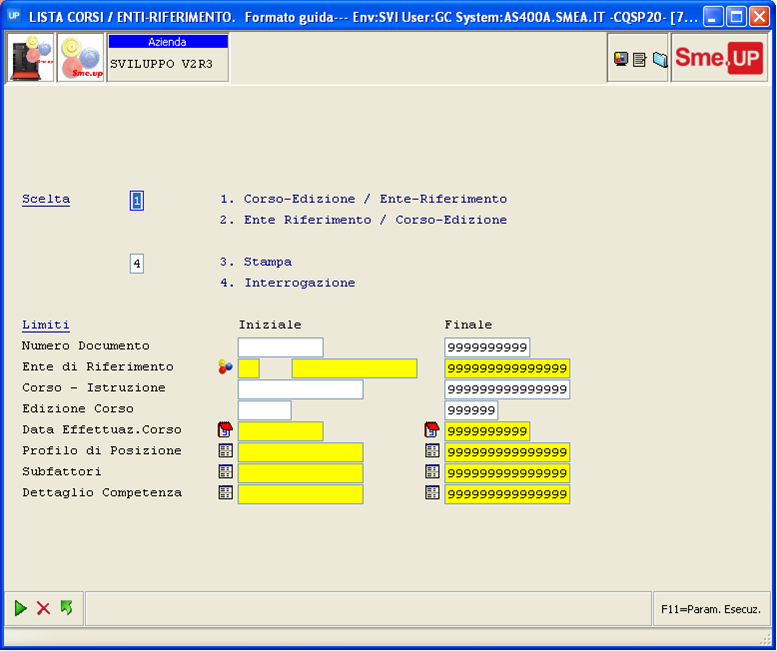 UP LISTA CORSI / ENTI-RIFERIMENTO. Formato guida--- Env:SVI User:GC System:AS400A.SMEA.IT -CQSP20- [7...
Sme.up
Azienda
SVILUPPO V2R3
Sme.UP
Scelta 1 1. Corso-Edizione / Ente-Riferimento
2. Ente Riferimento / Corso-Edizione
4 3. Stampa
4. Interrogazione
Limiti Iniziale Finale
Numero Documento 9999999999
Ente di Riferimento 999999999999999
Corso - Istruzione 999999999999999
Edizione Corso 999999
Data Effettuaz.Corso 9999999999
Profilo di Posizione 999999999999999
Subfattori 999999999999999
Dettaglio Competenza 999999999999999
F11=Param. Esecuz.